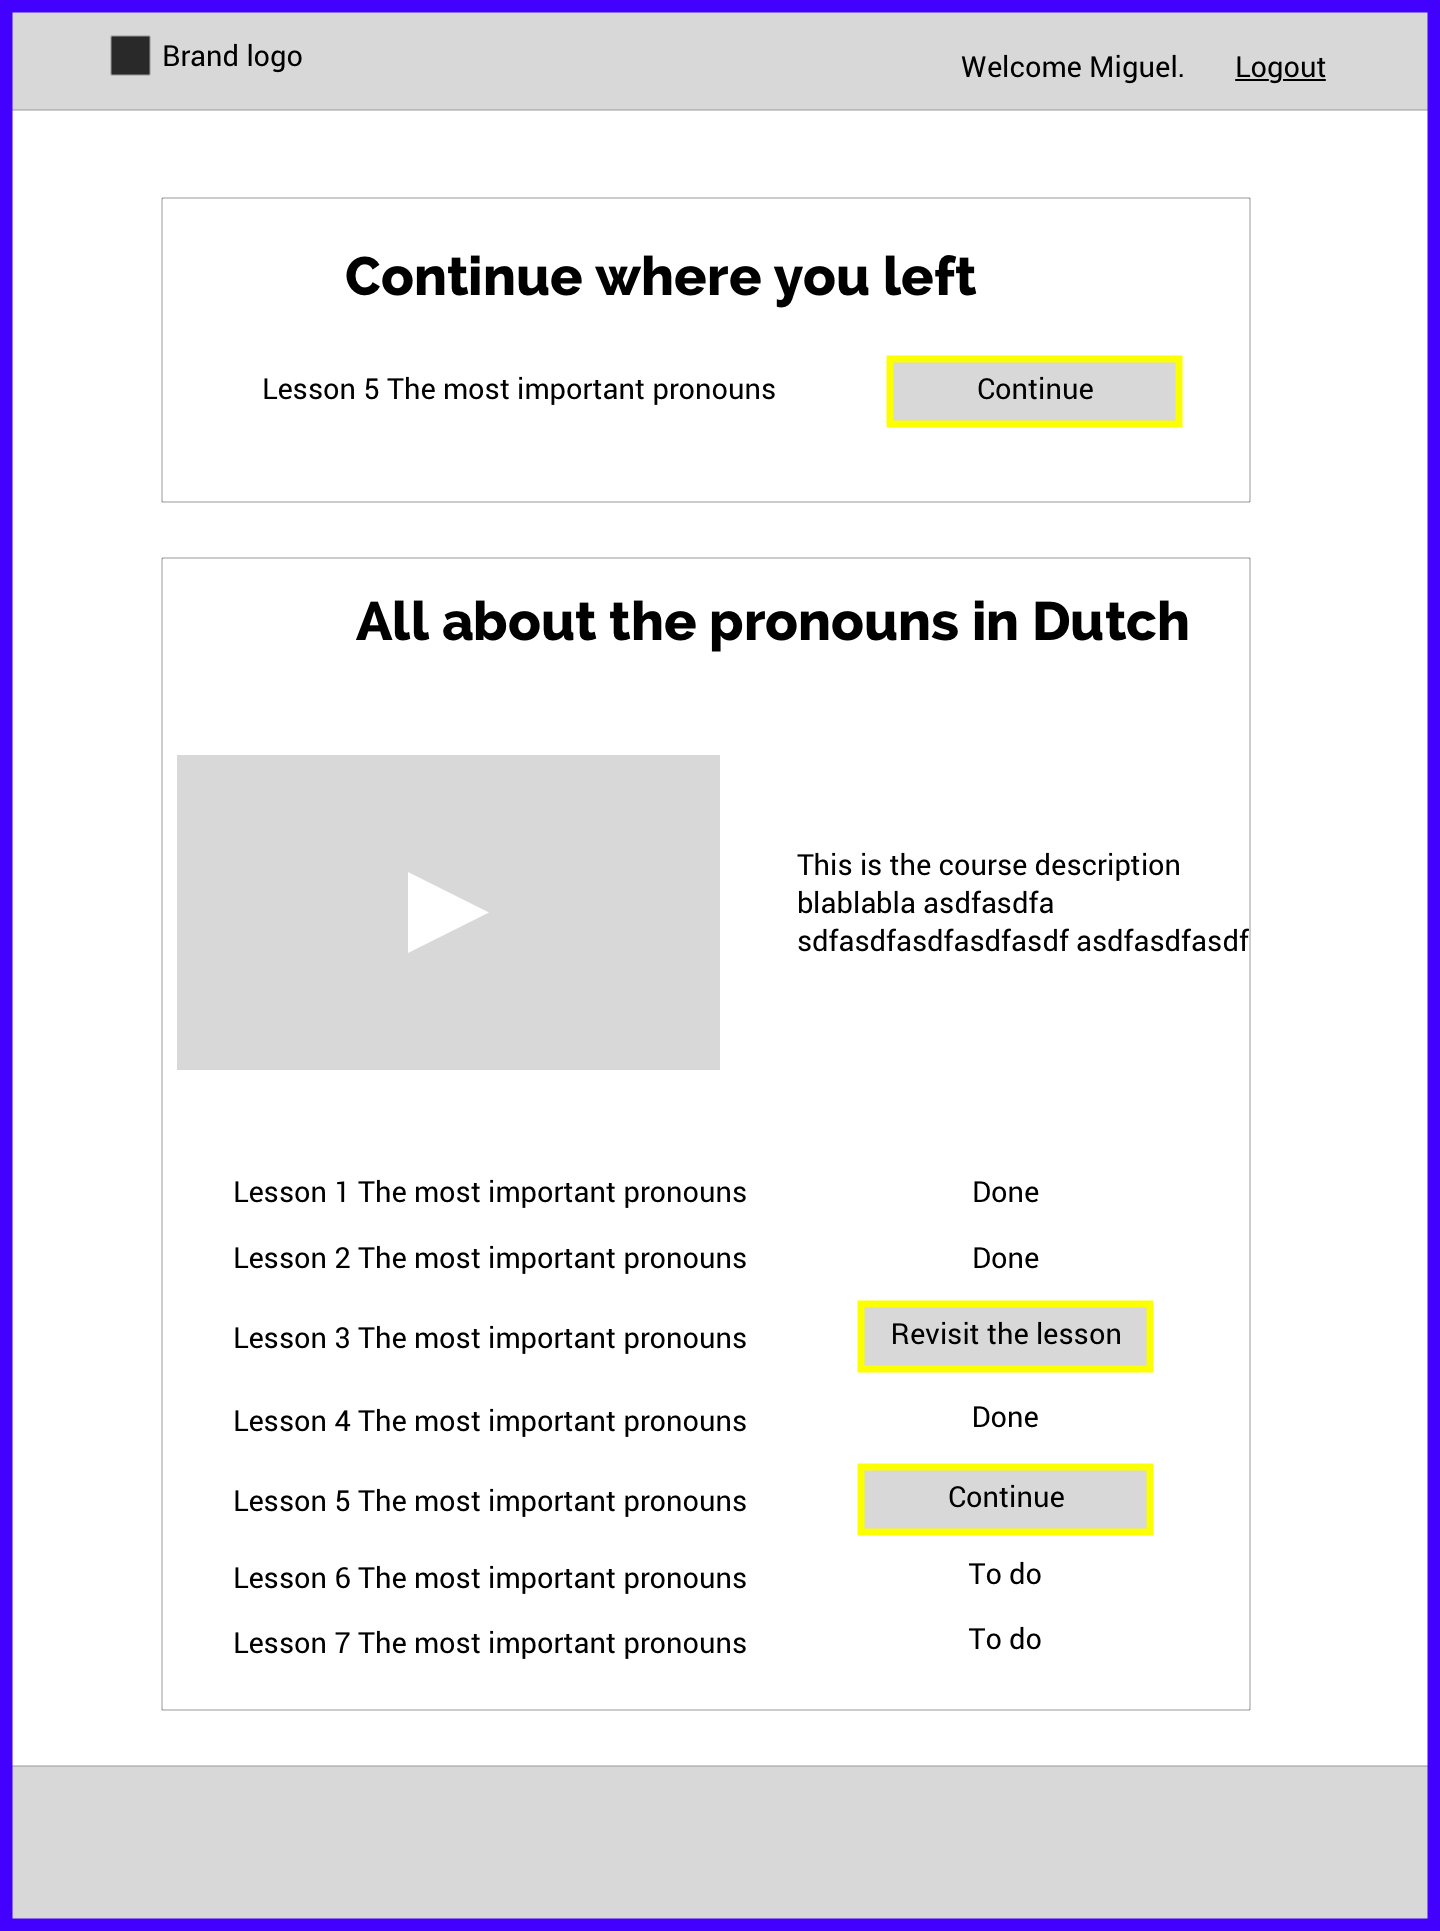 Brand logo
Welcome Miguel. Logout
Continue where you left
Lesson 5 The most important pronouns Continue
All about the pronouns in Dutch
This is the course description
blablabla asdfasdfa
sdfasdfasdfasdfasdf asdfasdfasdf
Lesson 1 The most important pronouns Done
Lesson 2 The most important pronouns Done
Lesson 3 The most important pronouns Revisit the lesson
Lesson 4 The most important pronouns Done
Lesson 5 The most important pronouns Continue
Lesson 6 The most important pronouns To do
Lesson 7 The most important pronouns To do